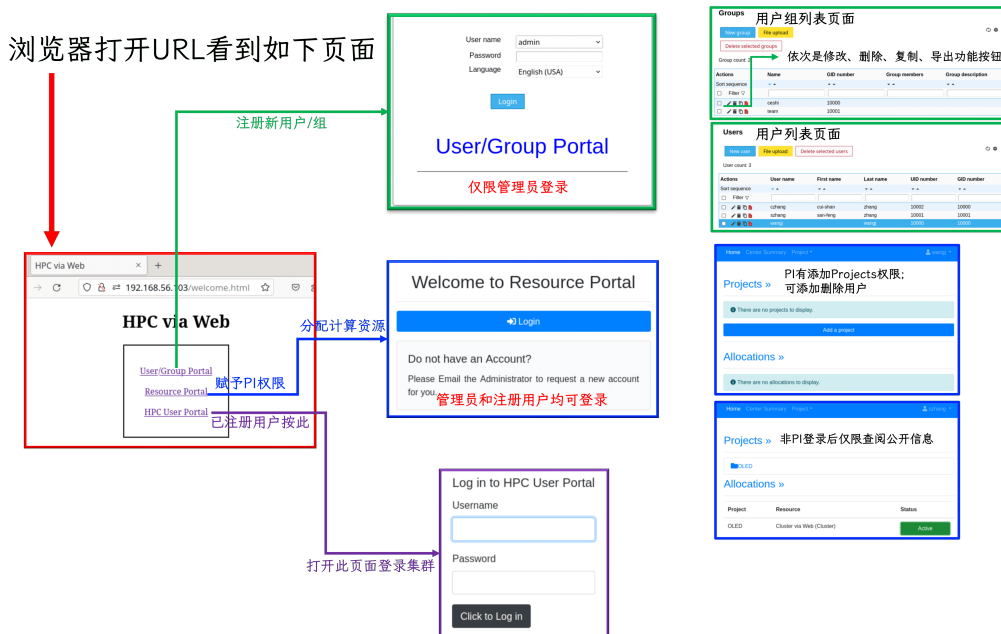 浏览器打开URL看到如下页面
HPC via Web × +
192.168.56.103/welcome.html
HPC via Web
User/Group Portal
Resource Portal
HPC User Portal
注册新用户/组
分配计算资源
赋予PI权限
已注册用户按此
打开此页面登录集群
User name admin
Password
Language English (USA)
Login
User/Group Portal
仅限管理员登录
Welcome to Resource Portal
Login
Do not have an Account?
Please Email the Administrator to request a new account
for you.
管理员和注册用户均可登录
Log in to HPC User Portal
Username
Password
Click to Log in
Groups
用户组列表页面
New group File upload
Delete selected groups
依次是修改、删除、复制、导出功能按钮
Group count: 2
Actions Name GID number Group members Group description
Sort sequence
Filter
ceshi 10000
team 10001
Users
用户列表页面
New user File upload Delete selected users
User count: 3
Actions User name First name Last name UID number GID number
Sort sequence
Filter
czhang cui-shan zhang 10002 10000
szhang san-feng zhang 10001 10001
wangj wangj 10000 10000
Home Center Summary Project wangj
Projects »
PI有添加Projects权限;
可添加删除用户
There are no projects to display.
Add a project
Allocations »
There are no allocations to display.
Home Center Summary Project szhang
Projects »
非PI登录后仅限查阅公开信息
OLED
Allocations »
Project Resource Status
OLED Cluster via Web (Cluster) Active